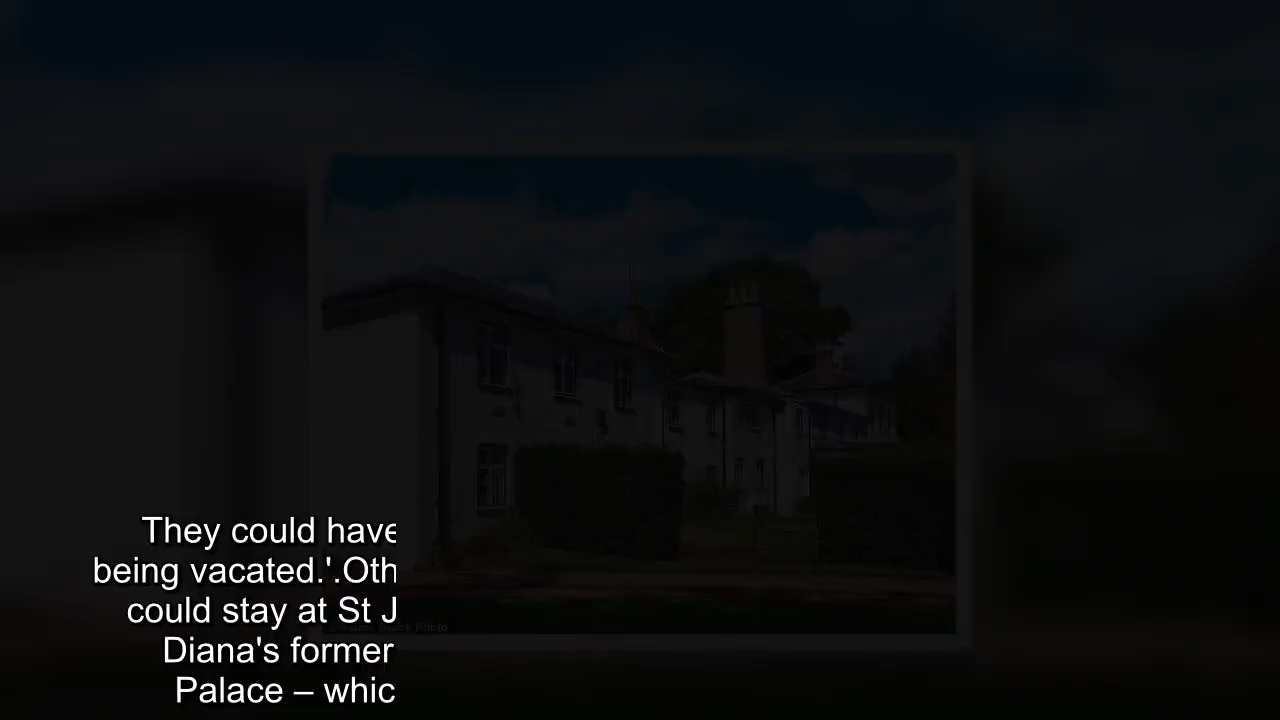 They could have
being vacated.'.Oth
could stay at St J
Diana's former
Palace – whic